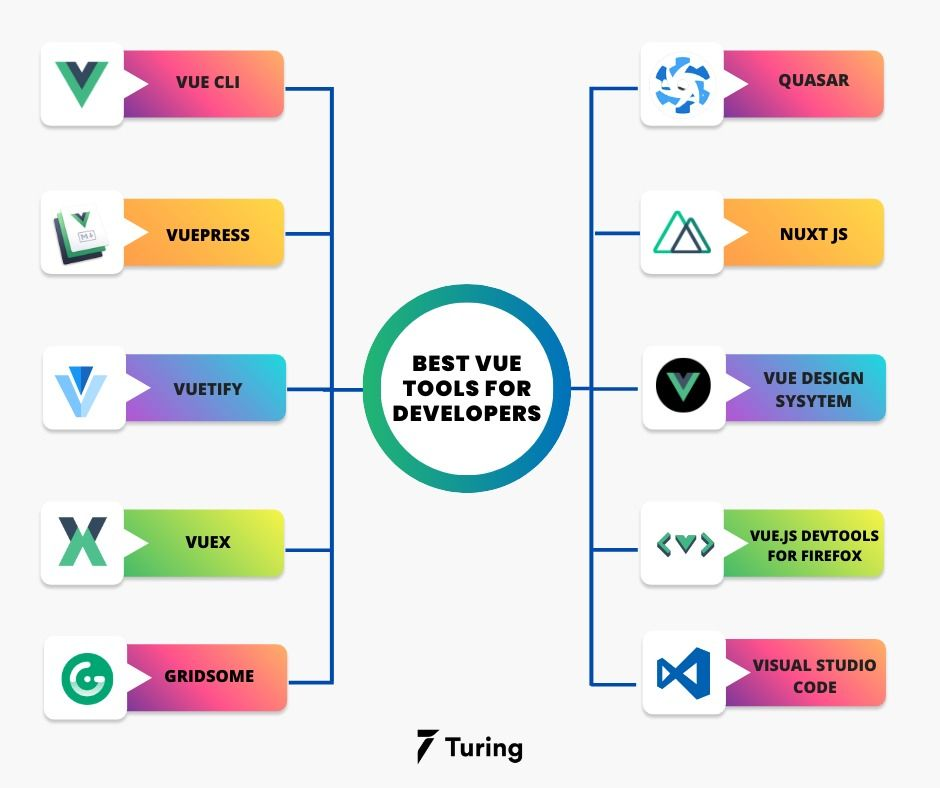 VUE CLI
VUEPRESS
M↓
VUETIFY
VUEX
GRIDSOME
BEST VUE
TOOLS FOR
DEVELOPERS
QUASAR
NUXT JS
VUE DESIGN
SYSYTEM
VUE.JS DEVTOOLS
FOR FIREFOX
VISUAL STUDIO
CODE
Turing